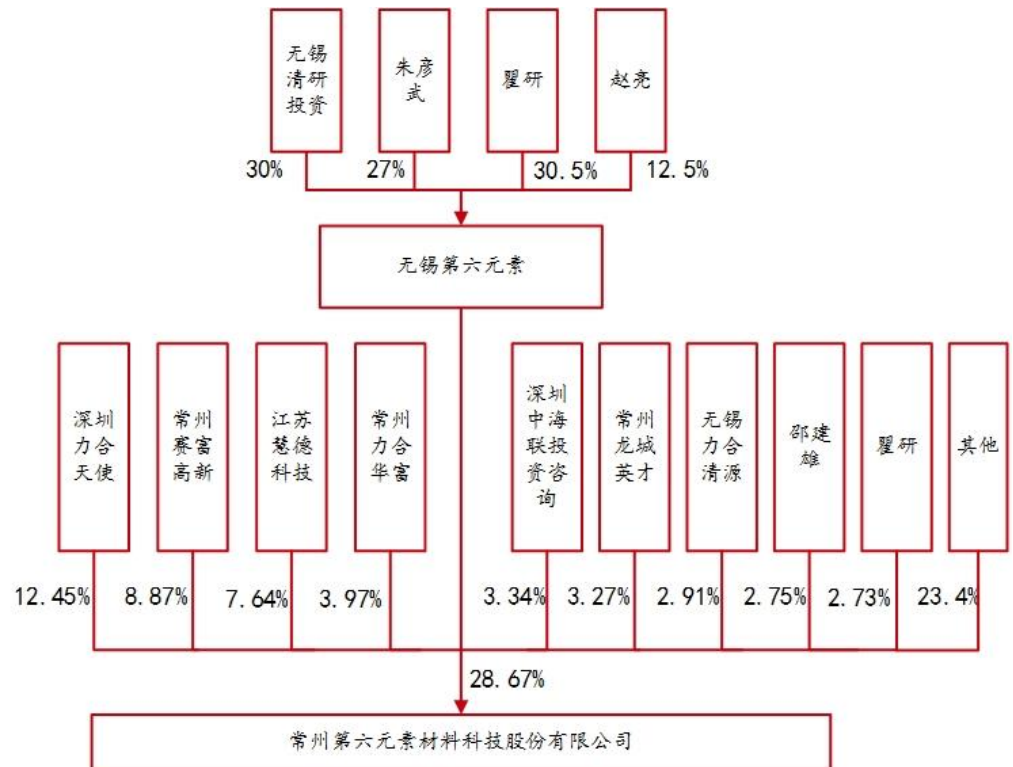 无锡
清研
投资
朱彦
武
瞿研
赵亮
30%
27%
30.5%
12.5%
无锡第六元素
深圳
力合
天使
常州
赛富
高新
江苏
慧德
科技
常州
力合
华富
深圳
中海
联投
资咨
询
常州
龙城
英才
无锡
力合
清源
邵建
雄
瞿研
其他
12.45%
8.87%
7.64%
3.97%
3.34%
3.27%
2.91%
2.75%
2.73%
23.4%
28.67%
常州第六元素材料科技股份有限公司